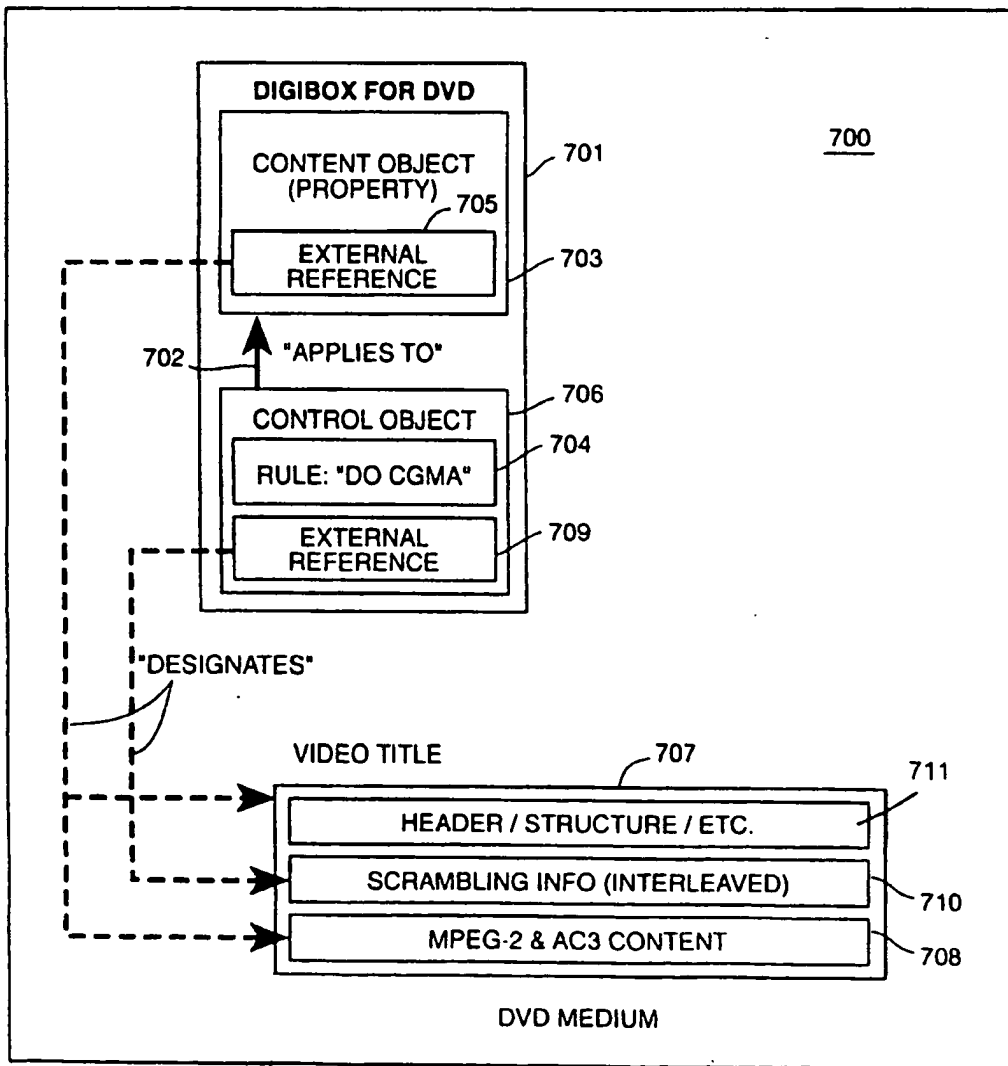 DIGIBOX FOR DVD
700
701
CONTENT OBJECT
(PROPERTY)
705
EXTERNAL
REFERENCE
703
702
"APPLIES TO"
706
CONTROL OBJECT
704
RULE: "DO CGMA"
EXTERNAL
REFERENCE
709
"DESIGNATES"
VIDEO TITLE
707
711
HEADER / STRUCTURE / ETC.
SCRAMBLING INFO (INTERLEAVED)
710
MPEG-2 & AC3 CONTENT
708
DVD MEDIUM